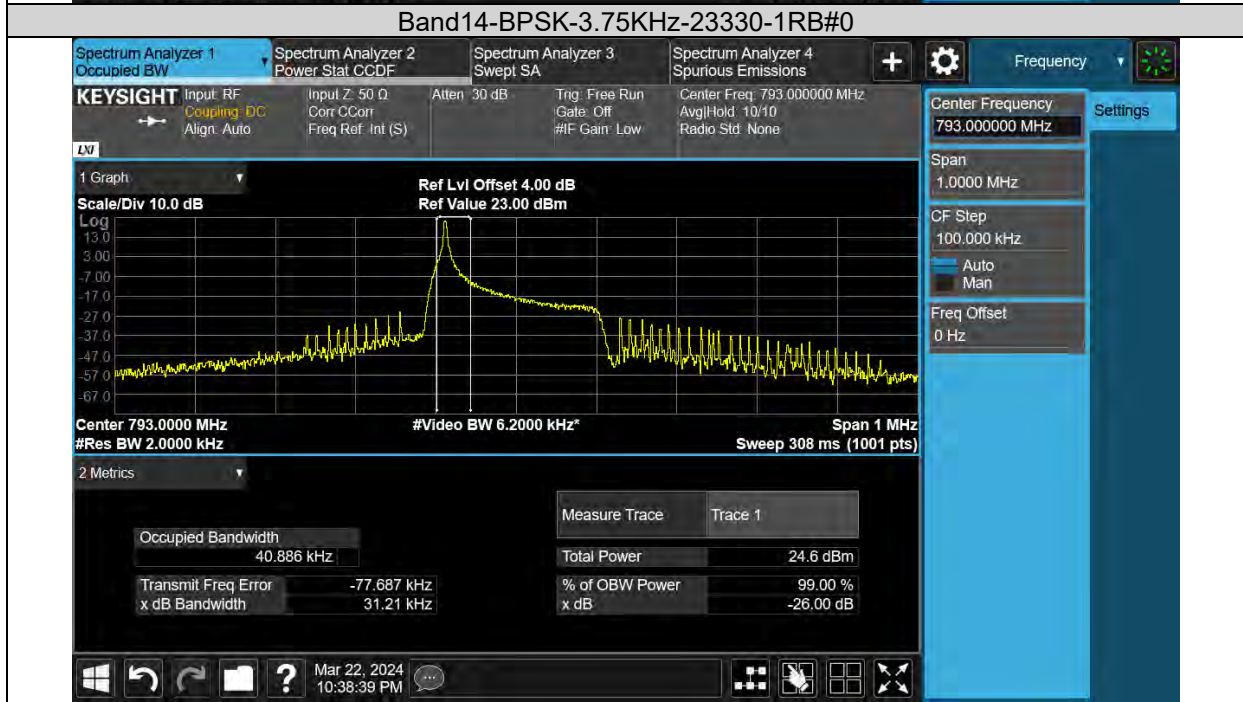 Band14-BPSK-3.75KHz-23330-1RB#0
Spectrum Analyzer 1
Occupied BW
Spectrum Analyzer 2
Power Stat CCDF
Spectrum Analyzer 3
Swept SA
Spectrum Analyzer 4
Spurious Emissions
+
Frequency
KEYSIGHT
LXI
Input: RF
Coupling: DC
Align: Auto
Input Z: 50 Ω
Corr CCorr
Freq Ref: Int (S)
Atten: 30 dB
Trig: Free Run
Gate: Off
#IF Gain: Low
Center Freq: 793.000000 MHz
Avg|Hold: 10/10
Radio Std: None
Center Frequency
793.000000 MHz
Settings
Span
1.0000 MHz
CF Step
100.000 kHz
Auto
Man
Freq Offset
0 Hz
1 Graph
Scale/Div 10.0 dB
Ref Lvl Offset 4.00 dB
Ref Value 23.00 dBm
Log
13.0
3.00
-7.00
-17.0
-27.0
-37.0
-47.0
-57.0
-67.0
Center 793.0000 MHz
#Res BW 2.0000 kHz
#Video BW 6.2000 kHz*
Span 1 MHz
Sweep 308 ms (1001 pts)
2 Metrics
Measure Trace Trace 1
Occupied Bandwidth
40.886 kHz
Total Power 24.6 dBm
Transmit Freq Error -77.687 kHz
% of OBW Power 99.00 %
x dB Bandwidth 31.21 kHz
x dB -26.00 dB
?
Mar 22, 2024
10:38:39 PM